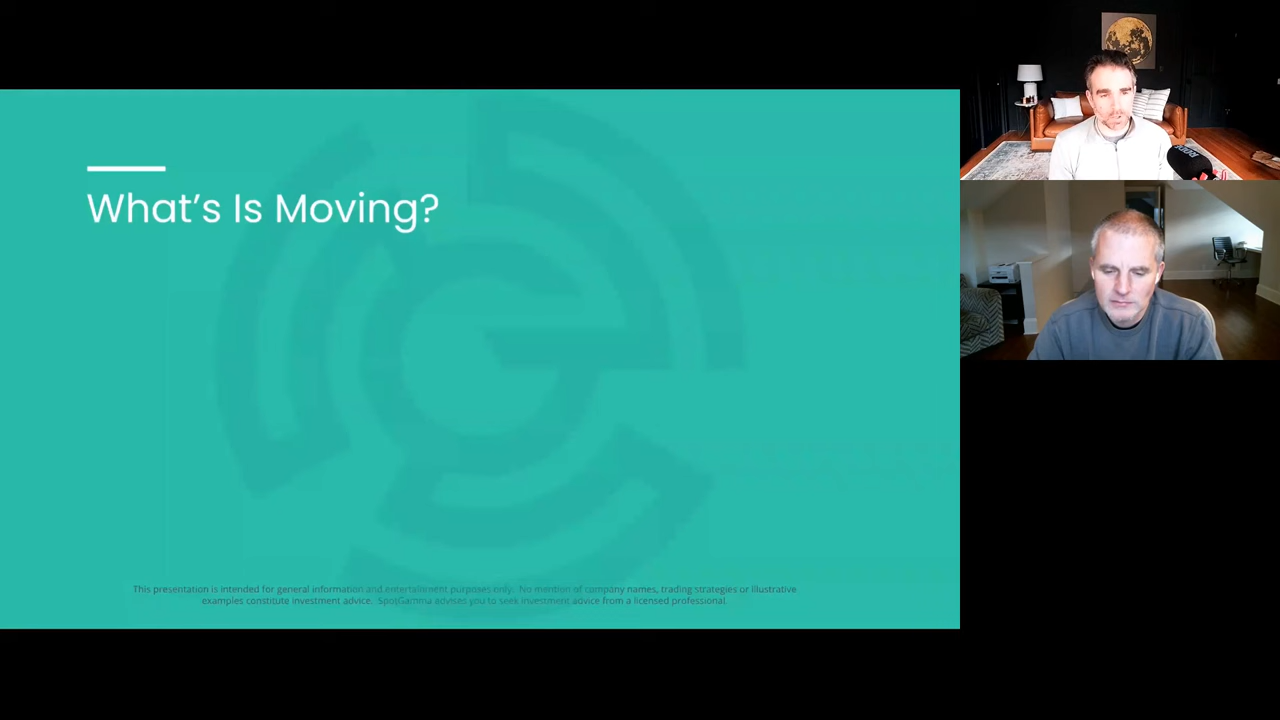 What’s Is Moving?
This presentation is intended for general information and entertainment purposes only. No mention of company names, trading strategies or illustrative
examples constitute investment advice. SpotGamma advises you to seek investment advice from a licensed professional.